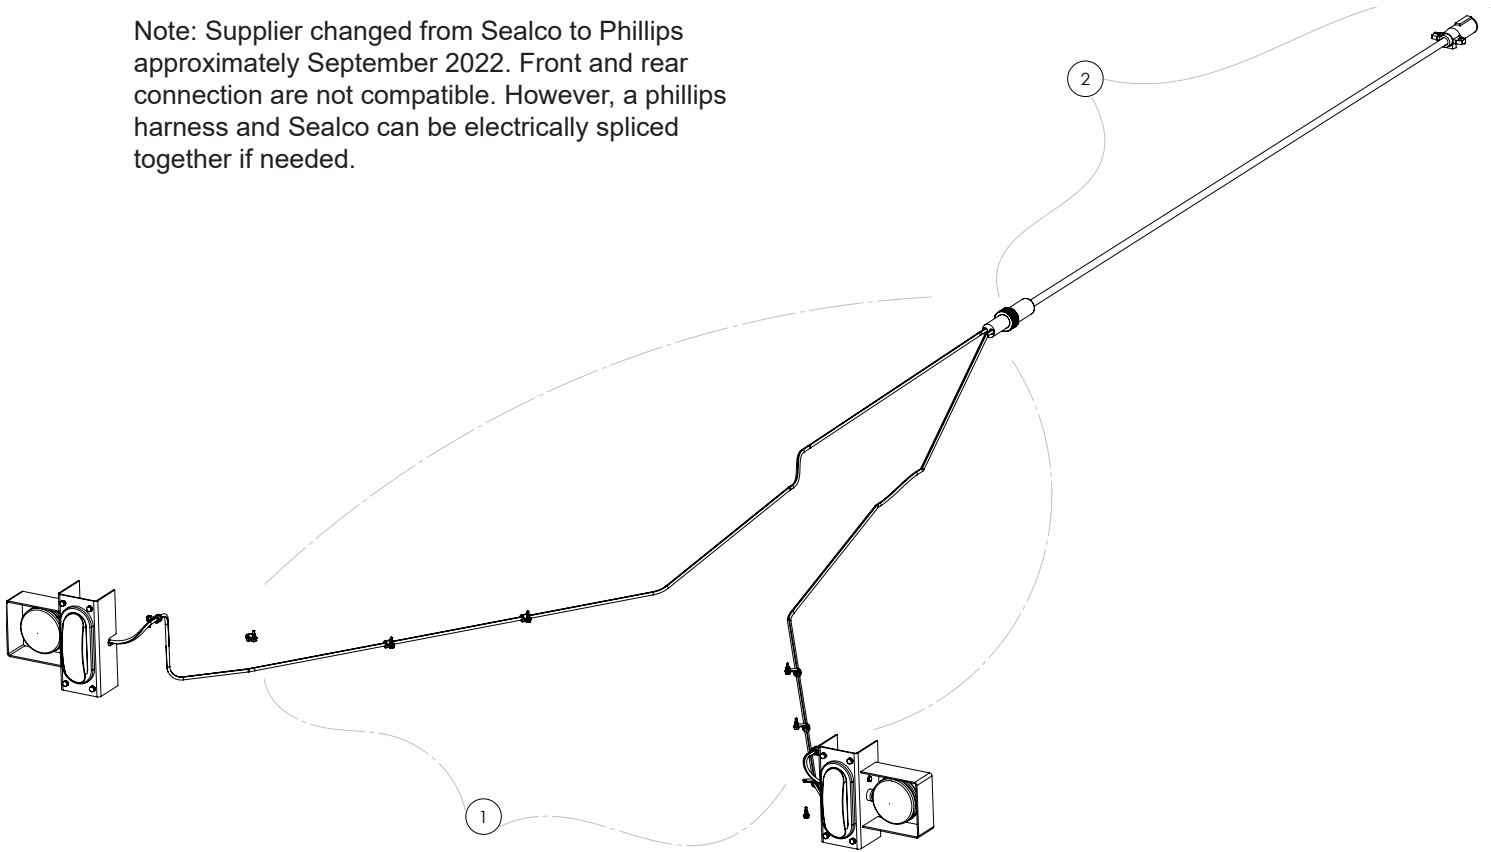 Note: Supplier changed from Sealco to Phillips
approximately September 2022. Front and rear
connection are not compatible. However, a phillips
harness and Sealco can be electrically spliced
together if needed.
2
1